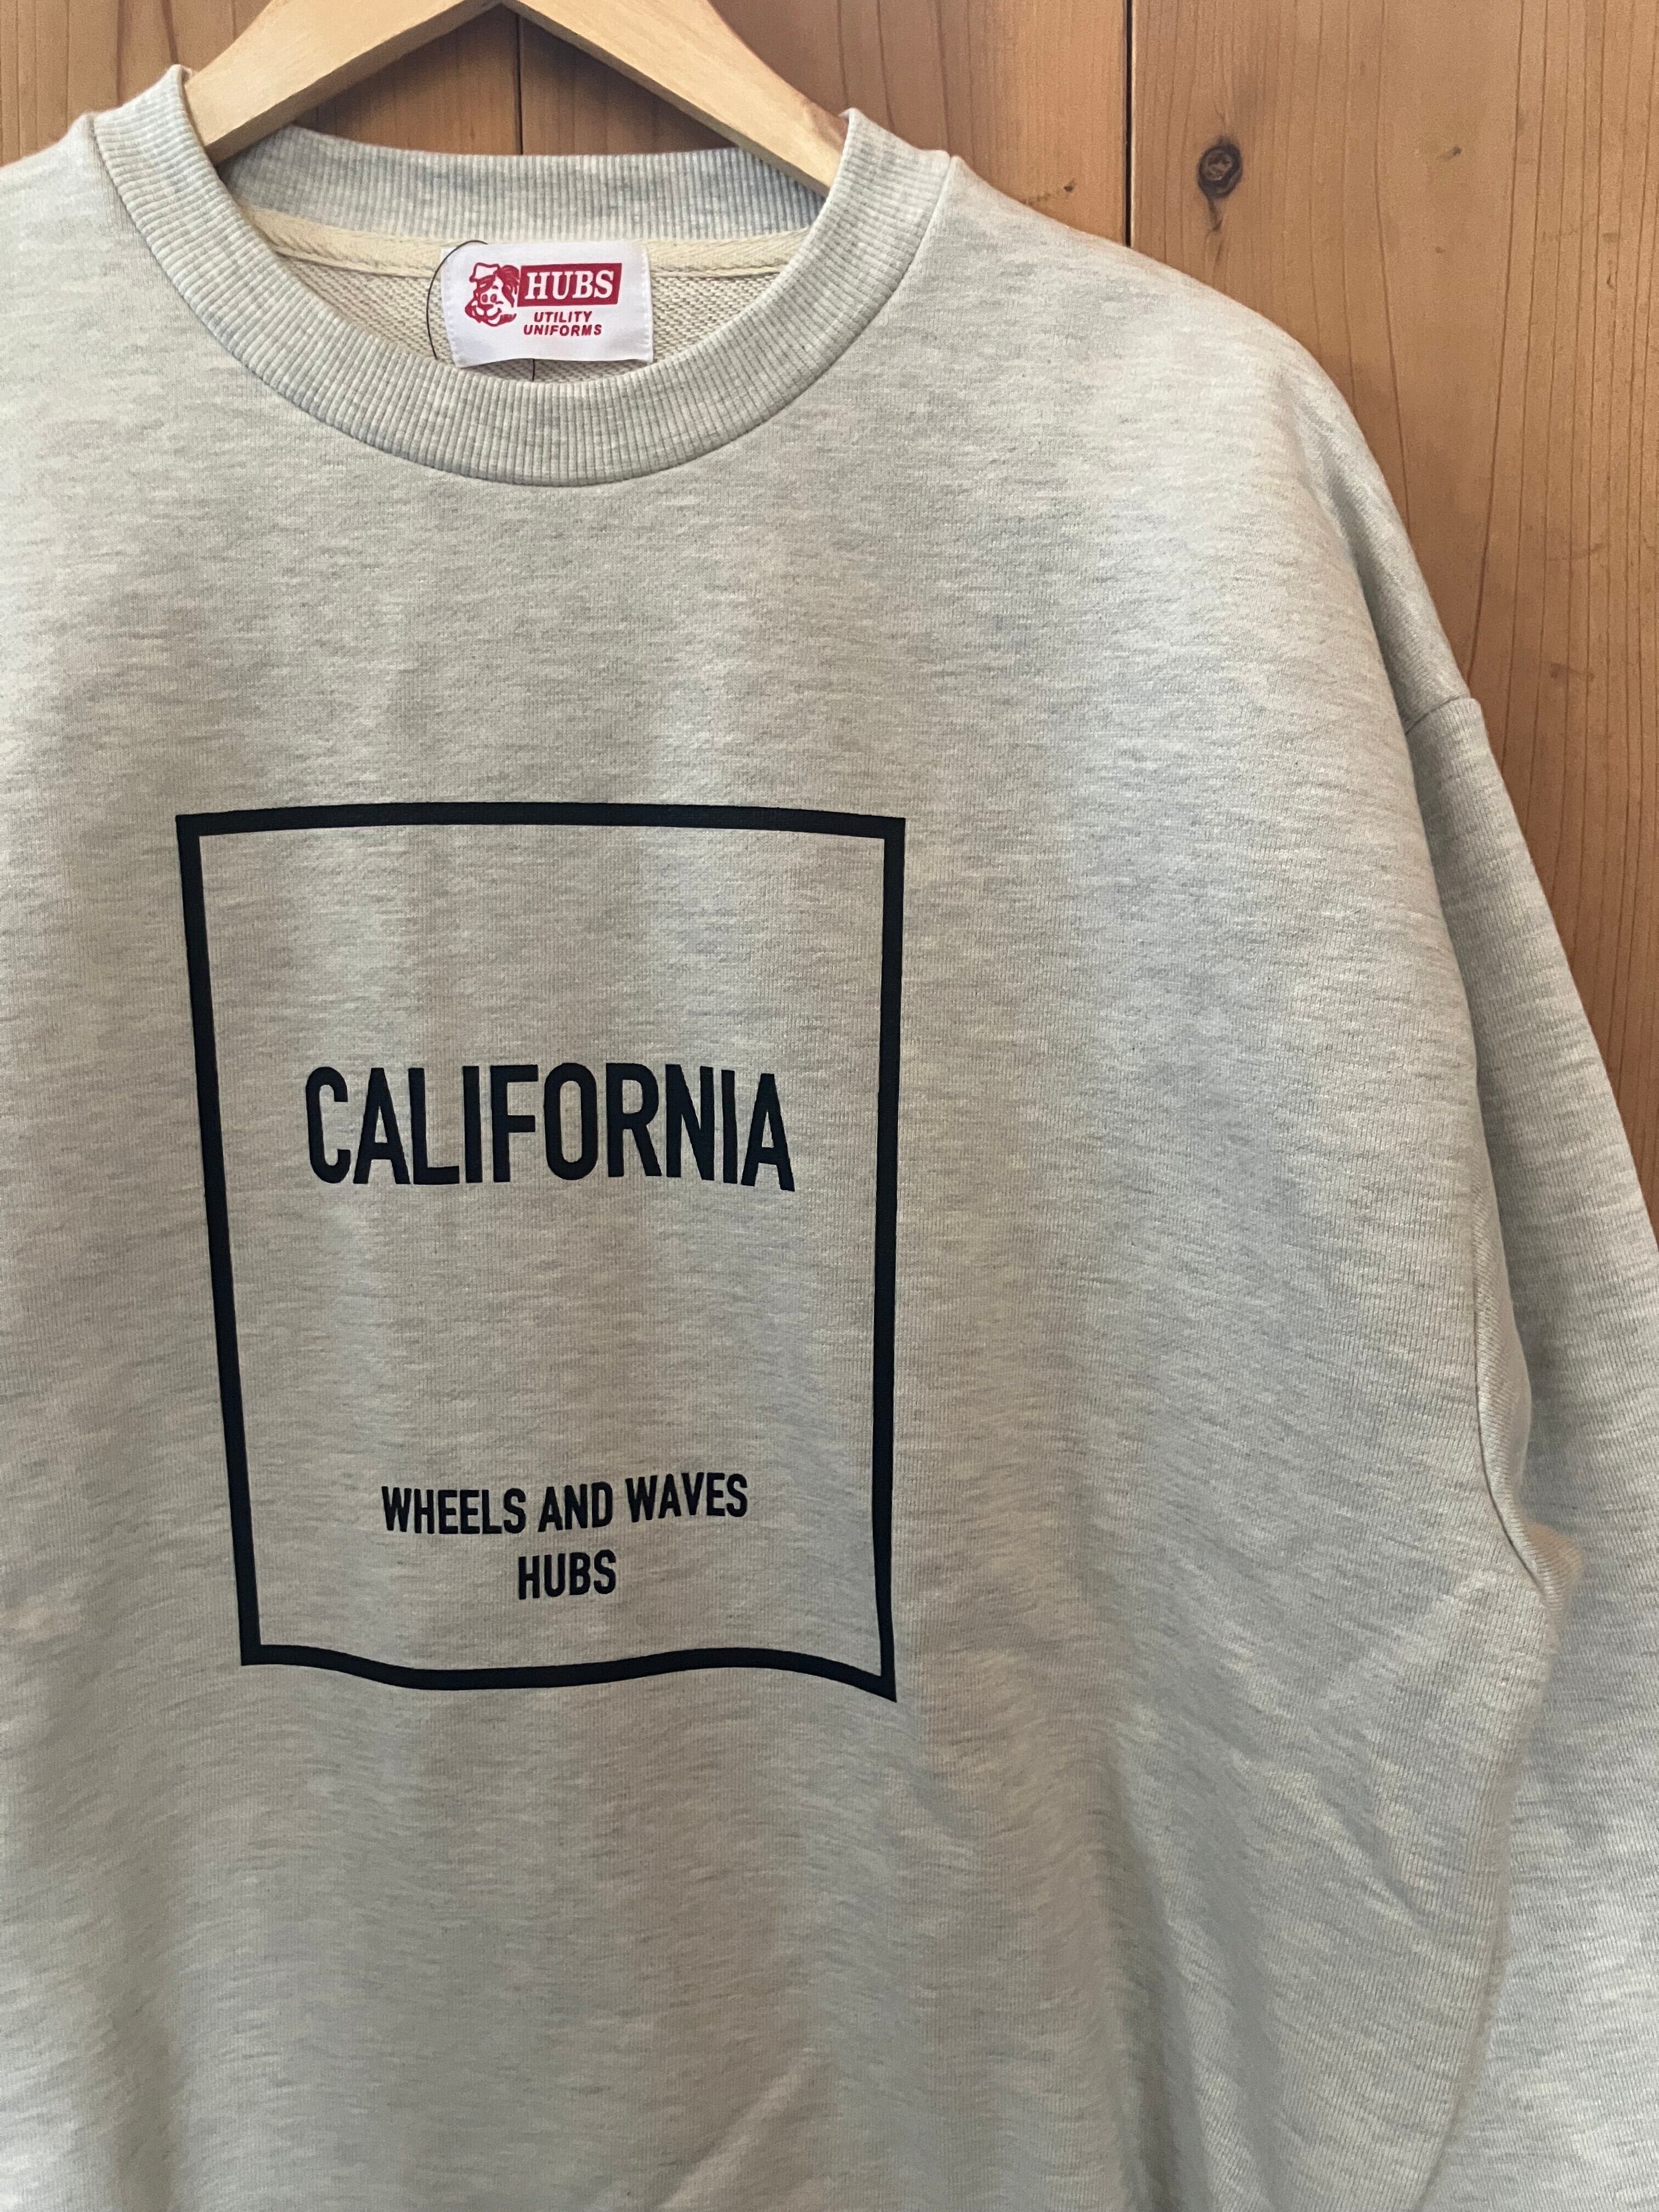 HUBS
UTILITY
UNIFORMS
CALIFORNIA
WHEELS AND WAVES
HUBS